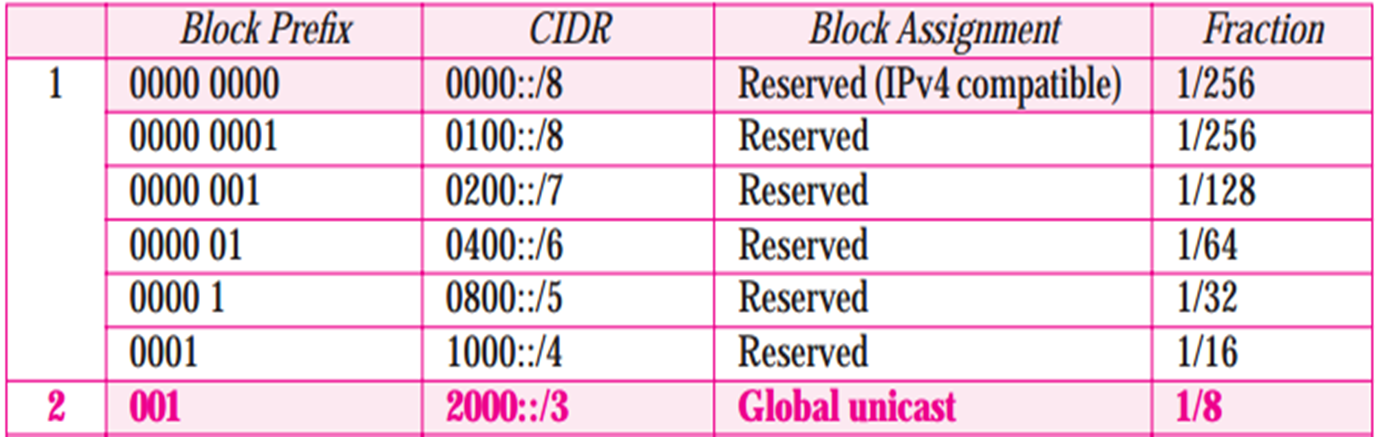 Block Prefix CIDR Block Assignment Fraction
1 0000 0000 0000::/8 Reserved (IPv4 compatible) 1/256
0000 0001 0100::/8 Reserved 1/256
0000 001 0200::/7 Reserved 1/128
0000 01 0400::/6 Reserved 1/64
0000 1 0800::/5 Reserved 1/32
0001 1000::/4 Reserved 1/16
2 001 2000::/3 Global unicast 1/8